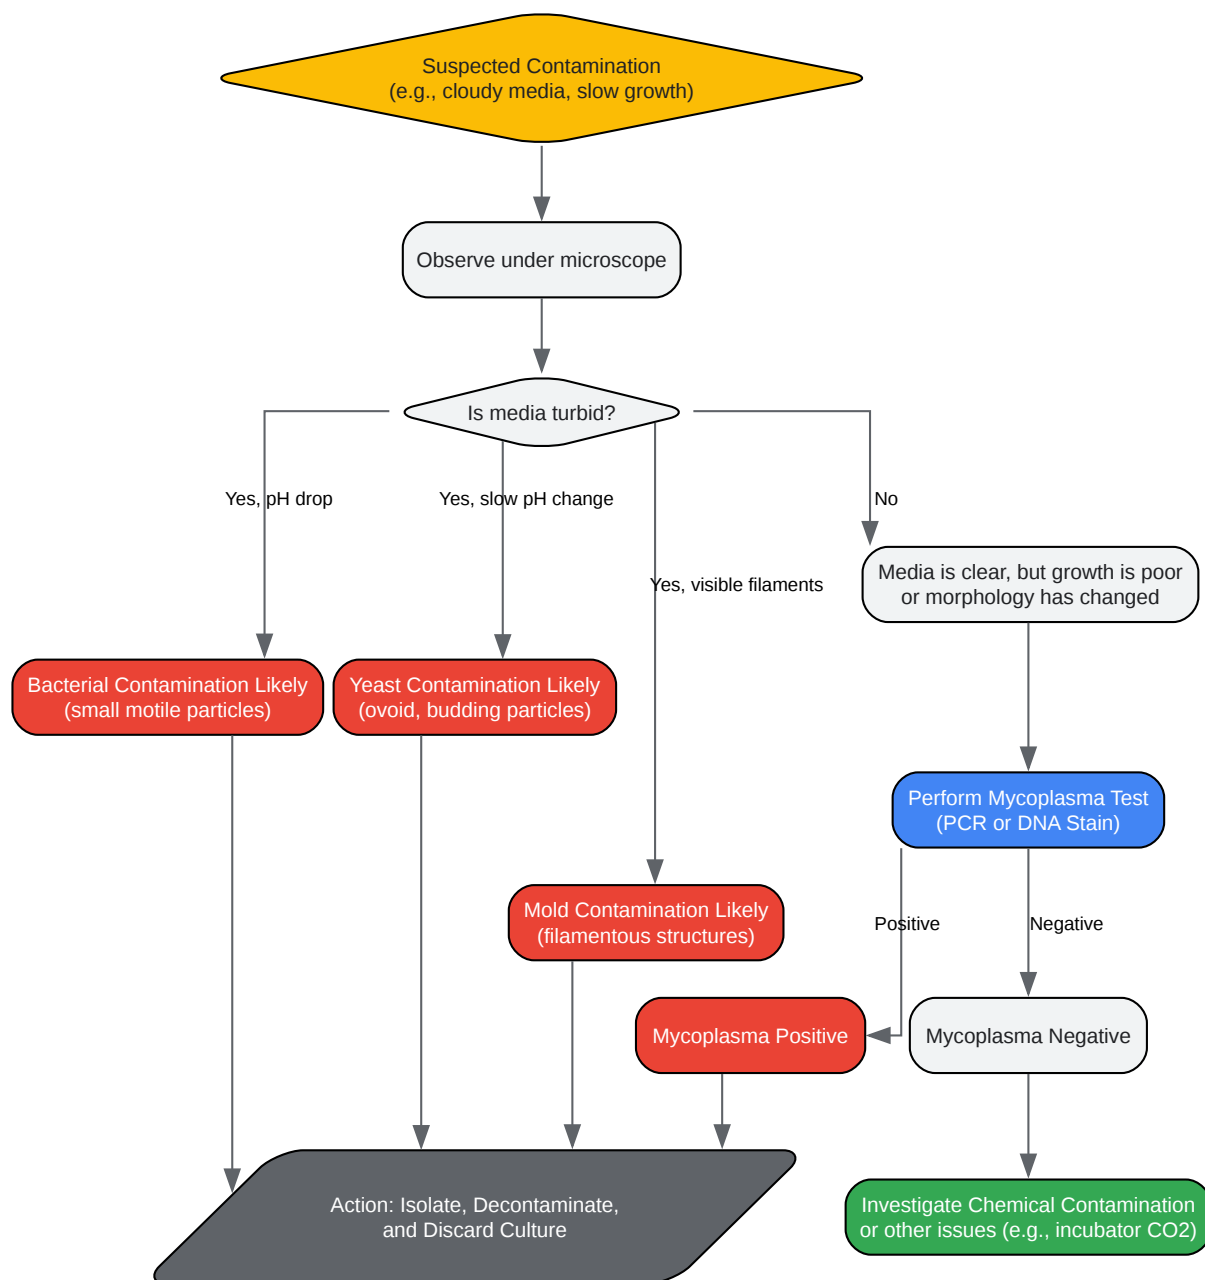 Suspected Contamination
(e.g., cloudy media, slow growth)
Observe under microscope
Is media turbid?
Yes, pH drop
Yes, slow pH change
No
Yes, visible filaments
Media is clear, but growth is poor
or morphology has changed
Bacterial Contamination Likely
(small motile particles)
Yeast Contamination Likely
(ovoid, budding particles)
Perform Mycoplasma Test
(PCR or DNA Stain)
Mold Contamination Likely
(filamentous structures)
Positive
Negative
Mycoplasma Positive
Mycoplasma Negative
Action: Isolate, Decontaminate,
and Discard Culture
Investigate Chemical Contamination
or other issues (e.g., incubator CO2)